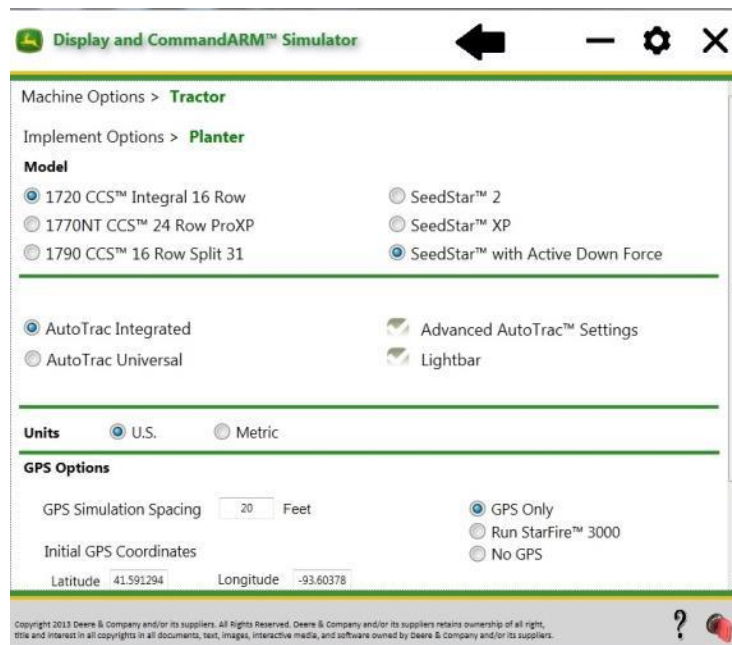 Display and CommandARM™ Simulator
Machine Options > Tractor
Implement Options > Planter
Model
1720 CCS™ Integral 16 Row
SeedStar™ 2
1770NT CCS™ 24 Row ProXP
SeedStar™ XP
1790 CCS™ 16 Row Split 31
SeedStar™ with Active Down Force
AutoTrac Integrated
Advanced AutoTrac™ Settings
AutoTrac Universal
Lightbar
Units U.S. Metric
GPS Options
GPS Simulation Spacing 20 Feet
GPS Only
Run StarFire™ 3000
Initial GPS Coordinates
No GPS
Latitude 41.591294 Longitude -93.60378
Copyright 2013 Deere & Company and/or its suppliers. All Rights Reserved. Deere & Company and/or its suppliers retains ownership of all right,
title and interest in all copyrights in all documents, text, images, interactive media, and software owned by Deere & Company and/or its suppliers.
?